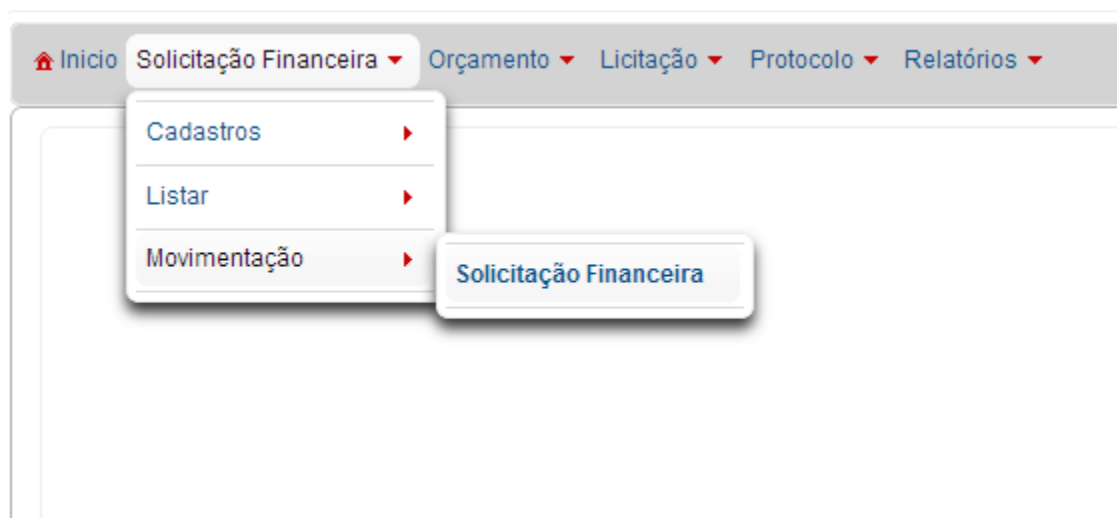 Inicio Solicitação Financeira Orçamento Licitação Protocolo Relatórios
Cadastros
Listar
Movimentação
Solicitação Financeira